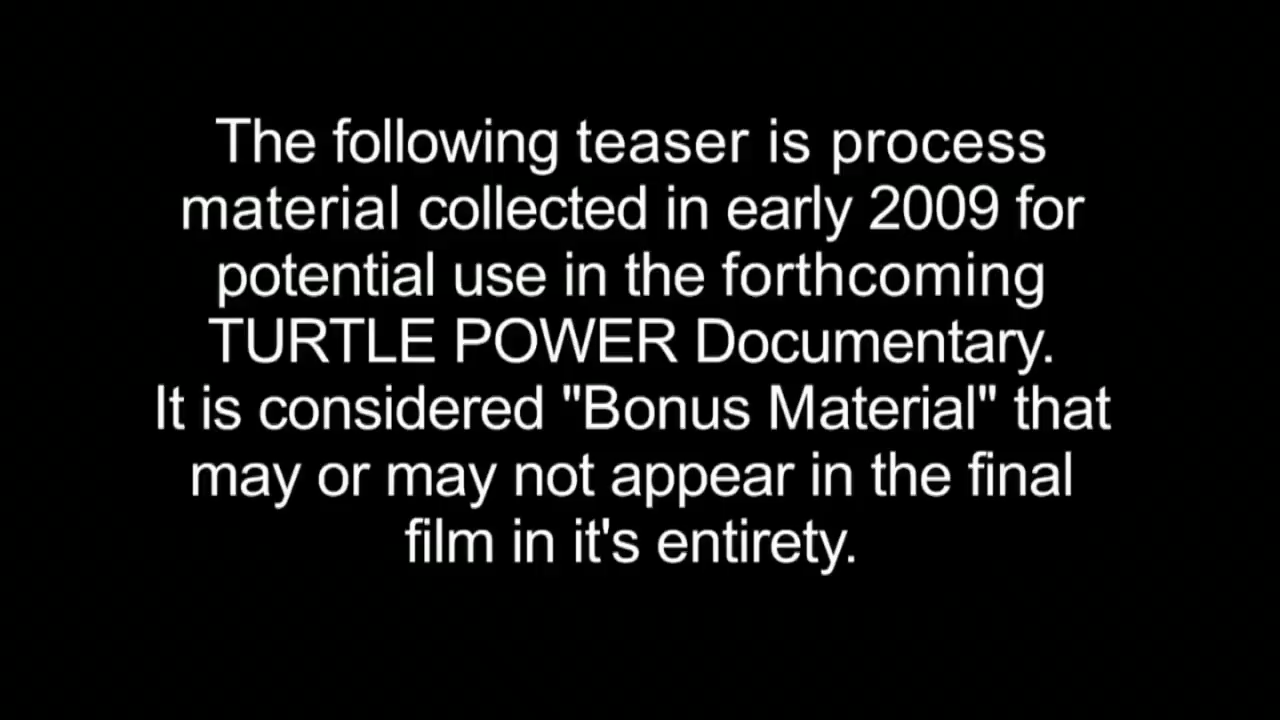 The following teaser is process
material collected in early 2009 for
potential use in the forthcoming
TURTLE POWER Documentary.
It is considered "Bonus Material" that
may or may not appear in the final
film in it's entirety.